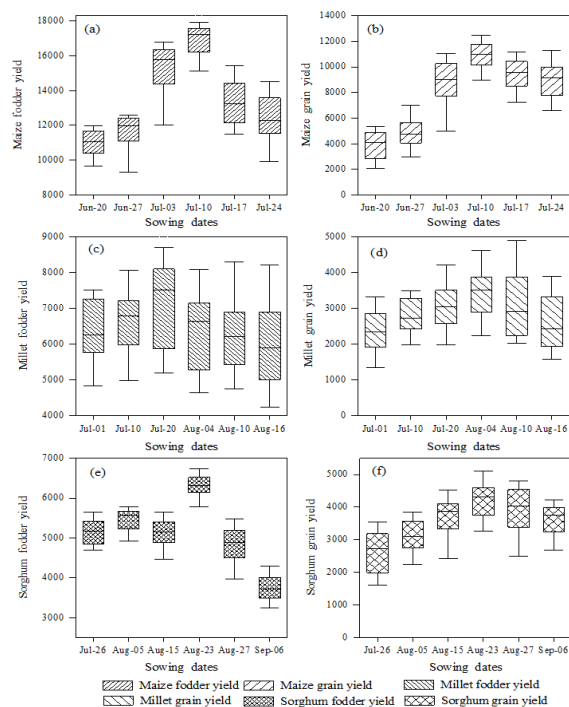 (a)
Maize fodder yield
18000
16000
14000
12000
10000
8000
Jun-20 Jun-27 Jul-03 Jul-10 Jul-17 Jul-24
Sowing dates
(b)
Maize grain yield
14000
12000
10000
8000
6000
4000
2000
0
Jun-20 Jun-27 Jul-03 Jul-10 Jul-17 Jul-24
Sowing dates
(c)
Millet fodder yield
9000
8000
7000
6000
5000
4000
Jul-01 Jul-10 Jul-20 Aug-04 Aug-10 Aug-16
Sowing dates
(d)
Millet grain yield
5000
4000
3000
2000
1000
0
Jul-01 Jul-10 Jul-20 Aug-04 Aug-10 Aug-16
Sowing dates
(e)
Sorghum fodder yield
7000
6000
5000
4000
3000
Jul-26 Aug-05 Aug-15 Aug-23 Aug-27 Sep-06
Sowing dates
(f)
Sorghum grain yield
5000
4000
3000
2000
1000
0
Jul-26 Aug-05 Aug-15 Aug-23 Aug-27 Sep-06
Sowing dates
Maize fodder yield Maize grain yield Millet fodder yield
Millet grain yield Sorghum fodder yield Sorghum grain yield